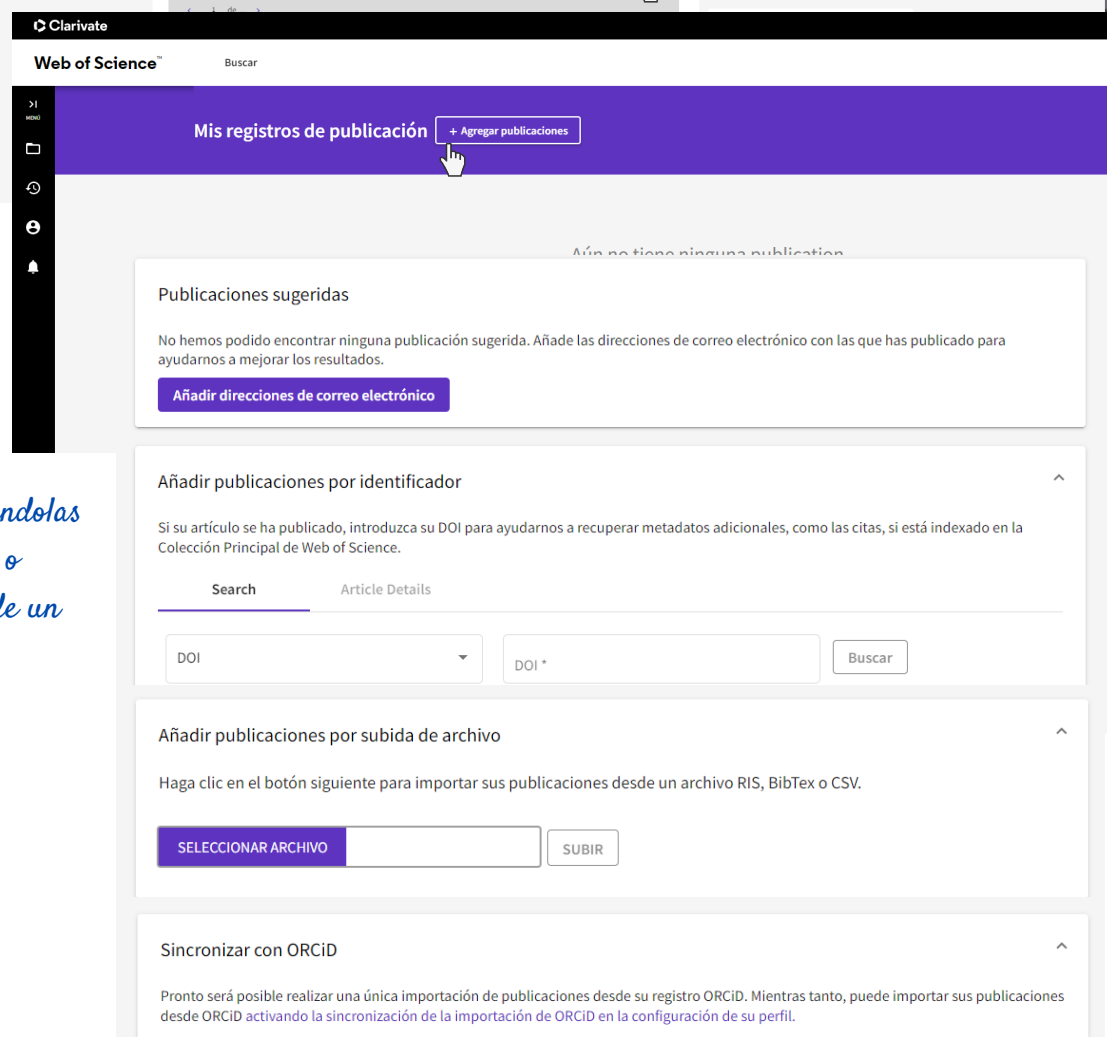 1 de
Clarivate
Web of Science™
Buscar
MENÚ
Mis registros de publicación
+ Agregar publicaciones
Aún no tiene ninguna publication
Publicaciones sugeridas
No hemos podido encontrar ninguna publicación sugerida. Añade las direcciones de correo electrónico con las que has publicado para
ayudarnos a mejorar los resultados.
Añadir direcciones de correo electrónico
ndolas
o
le un
Añadir publicaciones por identificador
Si su artículo se ha publicado, introduzca su DOI para ayudarnos a recuperar metadatos adicionales, como las citas, si está indexado en la
Colección Principal de Web of Science.
Search
Article Details
DOI
DOI *
Buscar
Añadir publicaciones por subida de archivo
Haga clic en el botón siguiente para importar sus publicaciones desde un archivo RIS, BibTex o CSV.
SELECCIONAR ARCHIVO
SUBIR
Sincronizar con ORCiD
Pronto será posible realizar una única importación de publicaciones desde su registro ORCiD. Mientras tanto, puede importar sus publicaciones
desde ORCiD activando la sincronización de la importación de ORCiD en la configuración de su perfil.